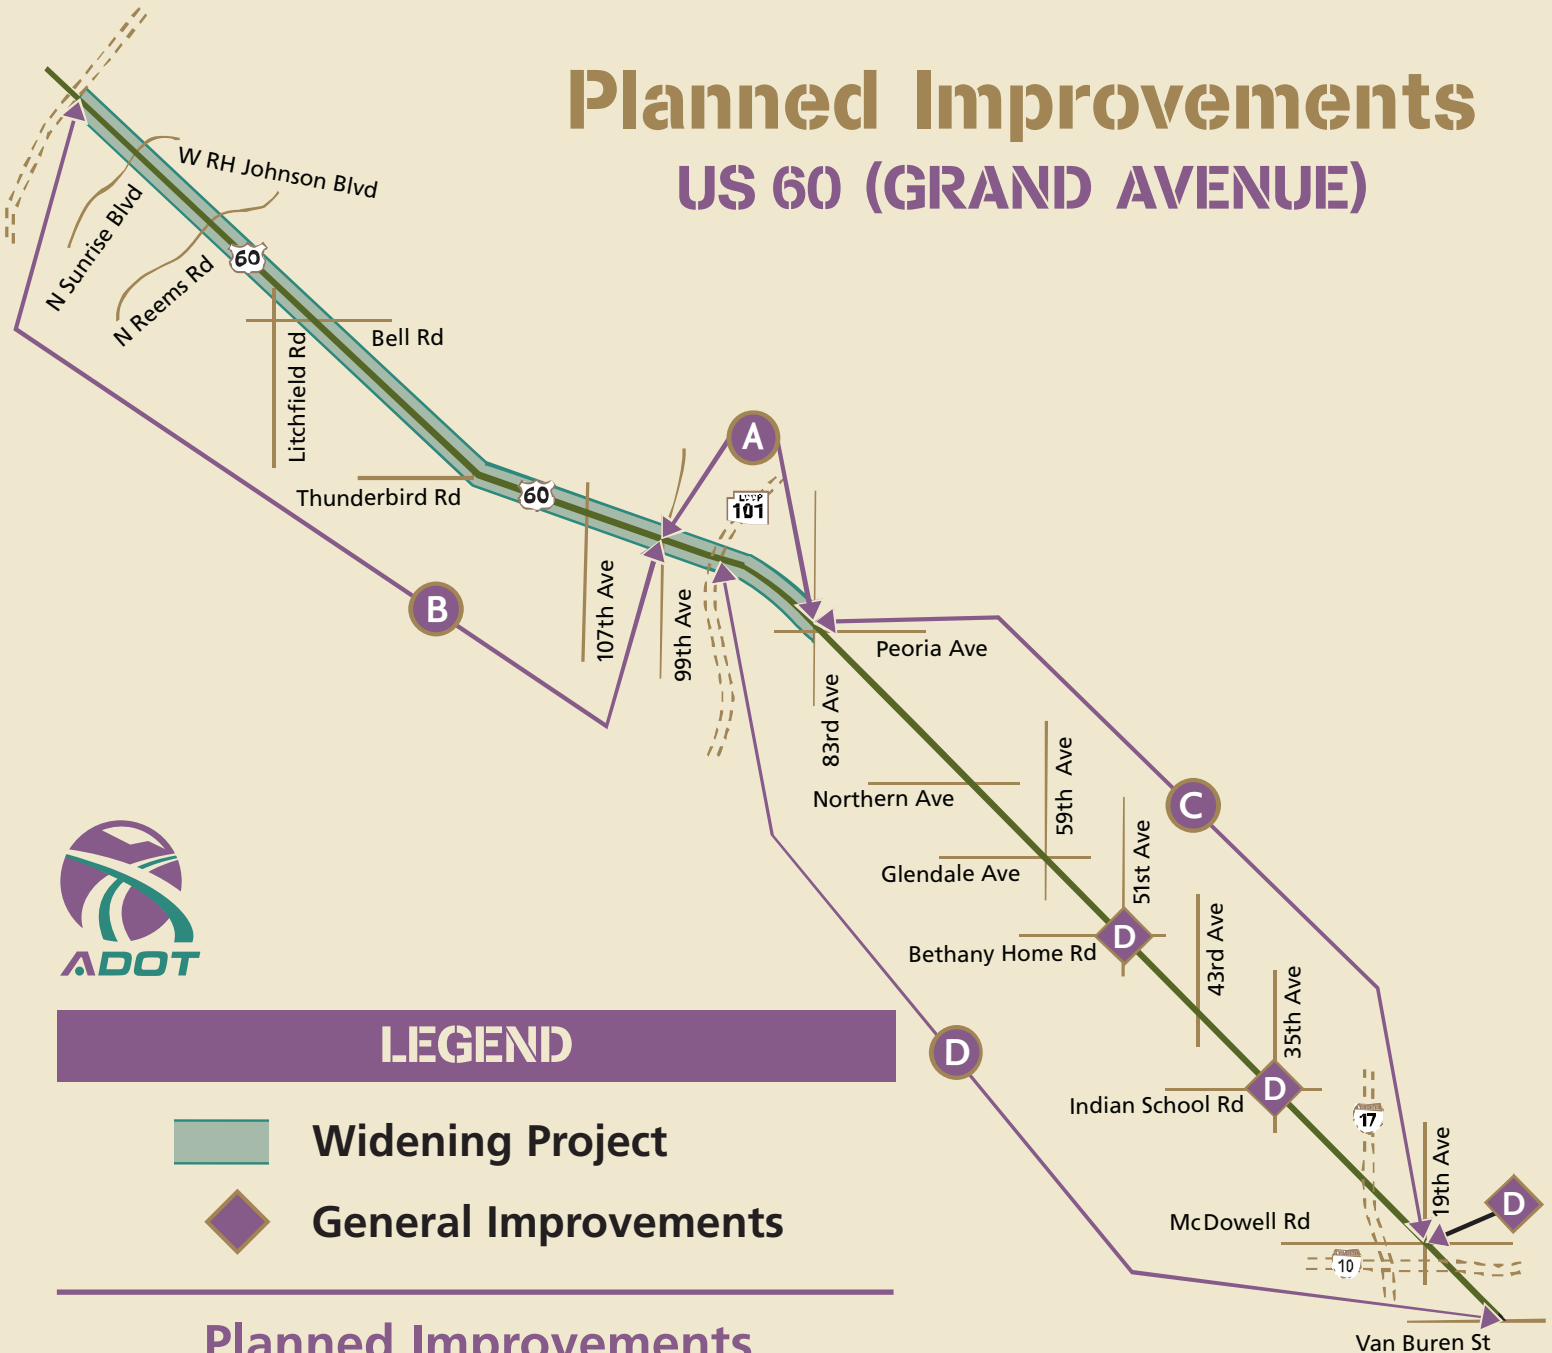 Planned Improvements
US 60 (GRAND AVENUE)
W RH Johnson Blvd
N Sunrise Blvd
N Reems Rd
60
Bell Rd
Litchfield Rd
Thunderbird Rd
60
A
LOOP
101
B
107th Ave
99th Ave
83rd Ave
Peoria Ave
Northern Ave
59th Ave
C
Glendale Ave
51st Ave
Bethany Home Rd
D
43rd Ave
35th Ave
D
Indian School Rd
D
17
19th Ave
D
McDowell Rd
10
Van Buren St
ADOT
LEGEND
Widening Project
General Improvements
Planned Improvements